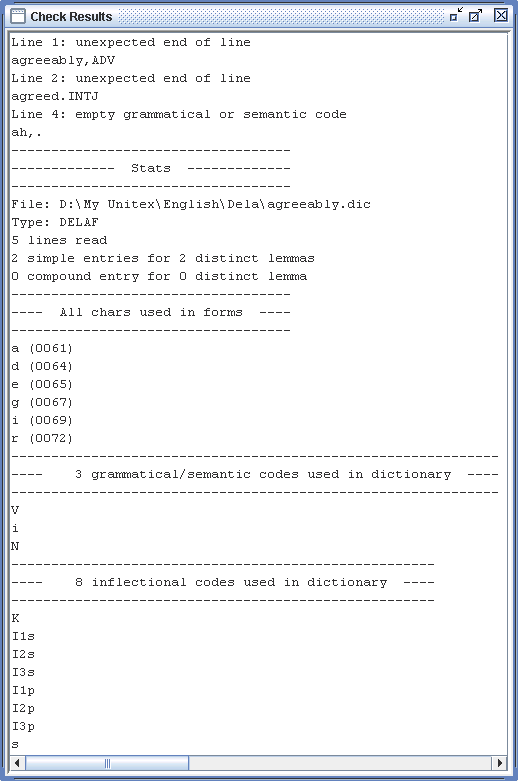 Check Results
Line 1: unexpected end of line
agreeably,ADV
Line 2: unexpected end of line
agreed.INTJ
Line 4: empty grammatical or semantic code
ah,.
-----------------------------------
-------------  Stats  -------------
-----------------------------------
File: D:\My Unitex\English\Dela\agreeably.dic
Type: DELAF
5 lines read
2 simple entries for 2 distinct lemmas
0 compound entry for 0 distinct lemma
-----------------------------------
----  All chars used in forms  ----
-----------------------------------
a (0061)
d (0064)
e (0065)
g (0067)
i (0069)
r (0072)
-------------------------------------------------------------
----    3 grammatical/semantic codes used in dictionary  ----
-------------------------------------------------------------
V
i
N
-----------------------------------------------------
----    8 inflectional codes used in dictionary  ----
-----------------------------------------------------
K
I1s
I2s
I3s
I1p
I2p
I3p
s